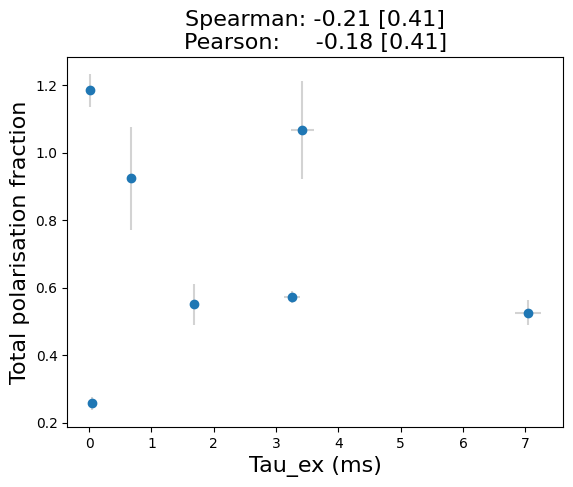 Spearman: -0.21 [0.41]
Pearson: -0.18 [0.41]
Total polarisation fraction
1.2
1.0
0.8
0.6
0.4
0.2
0 1 2 3 4 5 6 7
Tau_ex (ms)